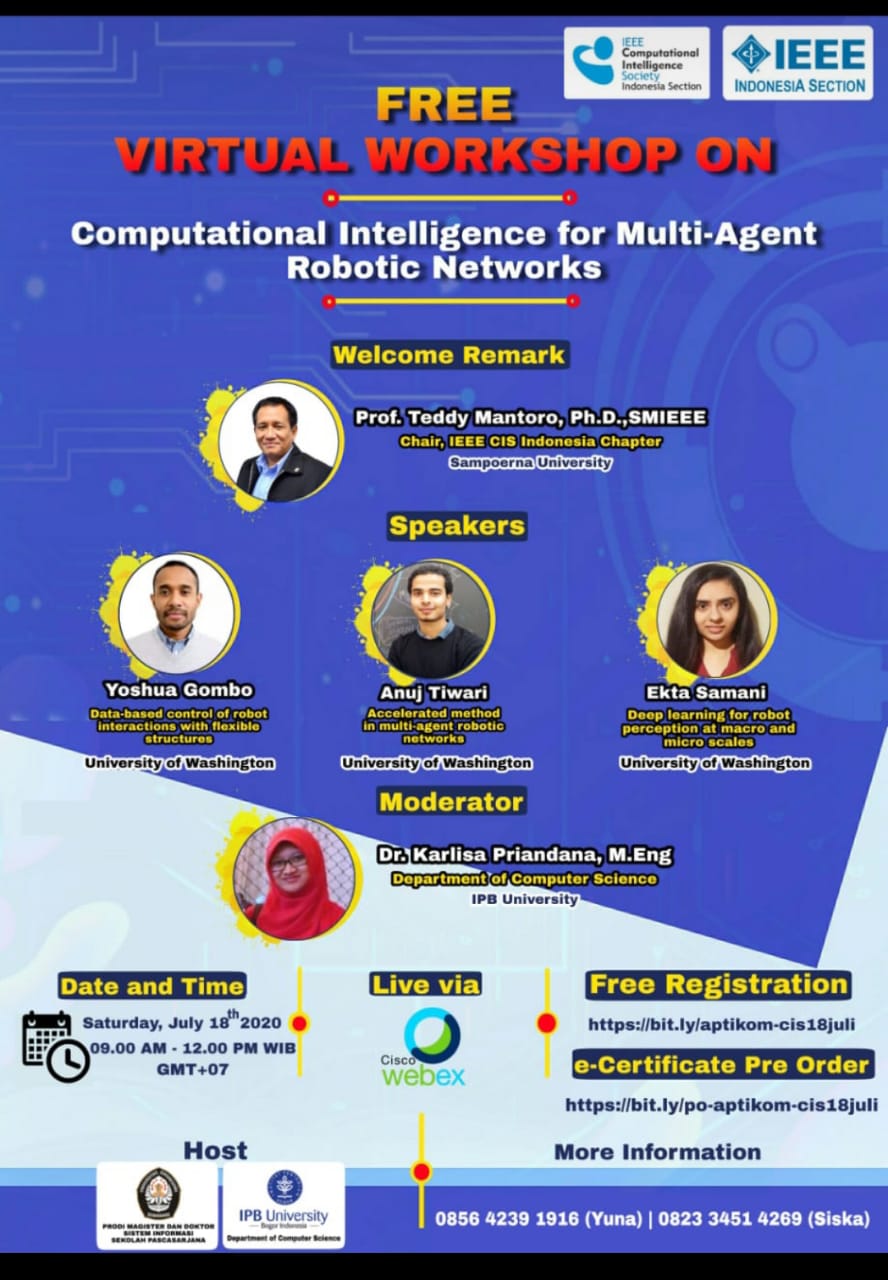 IEEE
Computational
Intelligence
Society
Indonesia Section
IEEE
INDONESIA SECTION
FREE
VIRTUAL WORKSHOP ON
Computational Intelligence for Multi-Agent
Robotic Networks
Welcome Remark
Prof. Teddy Mantoro, Ph.D.,SMIEEE
Chair, IEEE CIS Indonesia Chapter
Sampoerna University
Speakers
Yoshua Gombo
Data-based control of robot
interactions with flexible
structures
University of Washington
Anuj Tiwari
Accelerated method
in multi-agent robotic
networks
University of Washington
Ekta Samani
Deep learning for robot
perception at macro and
micro scales
University of Washington
Moderator
Dr. Karlisa Priandana, M.Eng
Department of Computer Science
IPB University
Date and Time
Saturday, July 18th 2020
09.00 AM - 12.00 PM WIB
GMT+07
Live via
Cisco
webex
Free Registration
https://bit.ly/aptikom-cis18juli
e-Certificate Pre Order
https://bit.ly/po-aptikom-cis18juli
Host
PRODI MAGISTER DAN DOKTOR
SISTEM INFORMASI
SEKOLAH PASCASARJANA
IPB University
Bogor Indonesia
Department of Computer Science
More Information
0856 4239 1916 (Yuna) | 0823 3451 4269 (Siska)